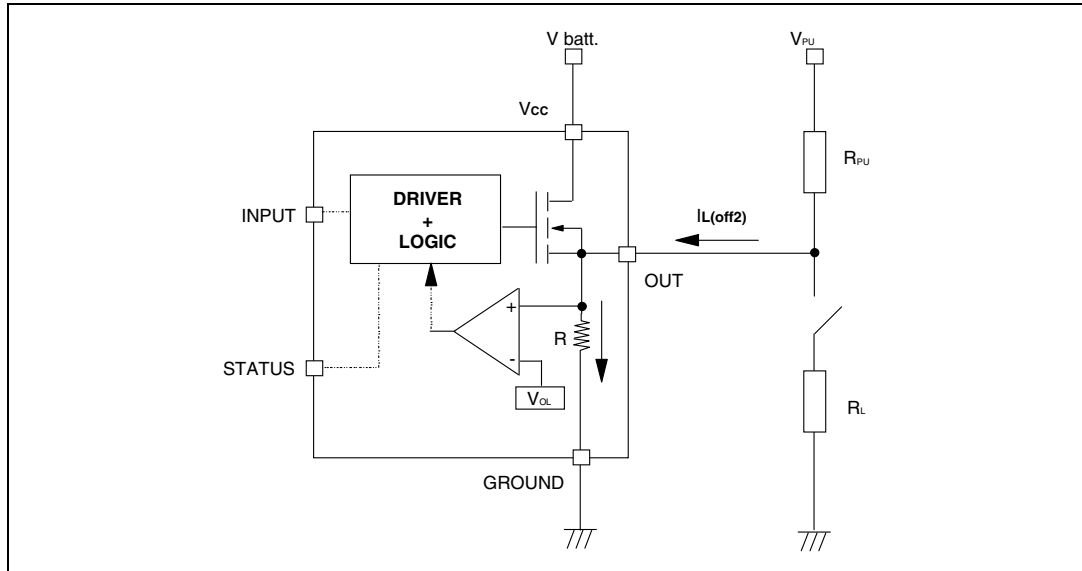 V batt.
VPU
Vcc
RPU
INPUT
DRIVER
+
LOGIC
IL(off2)
OUT
+
R
-
VOL
STATUS
RL
GROUND